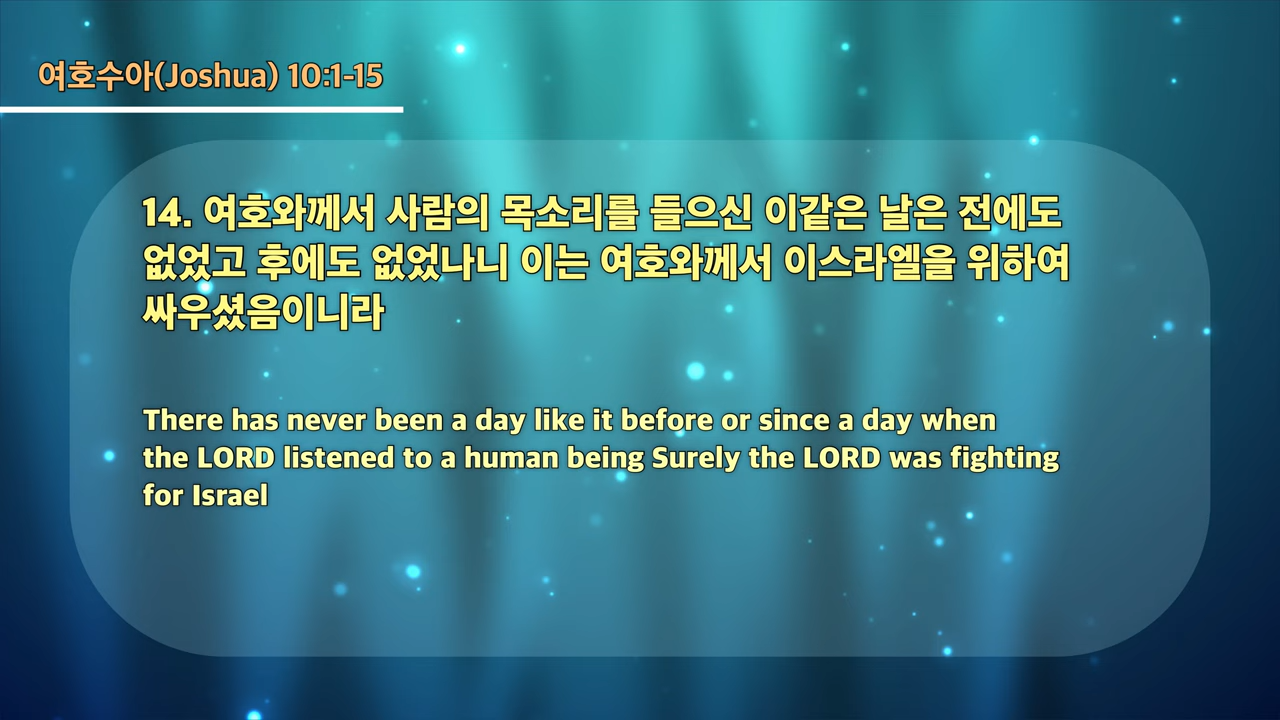 여호수아(Joshua) 10:1-15
14. 여호와께서 사람의 목소리를 들으신 이같은 날은 전에도
없었고 후에도 없었나니 이는 여호와께서 이스라엘을 위하여
싸우셨음이니라
There has never been a day like it before or since a day when
the LORD listened to a human being Surely the LORD was fighting
for Israel